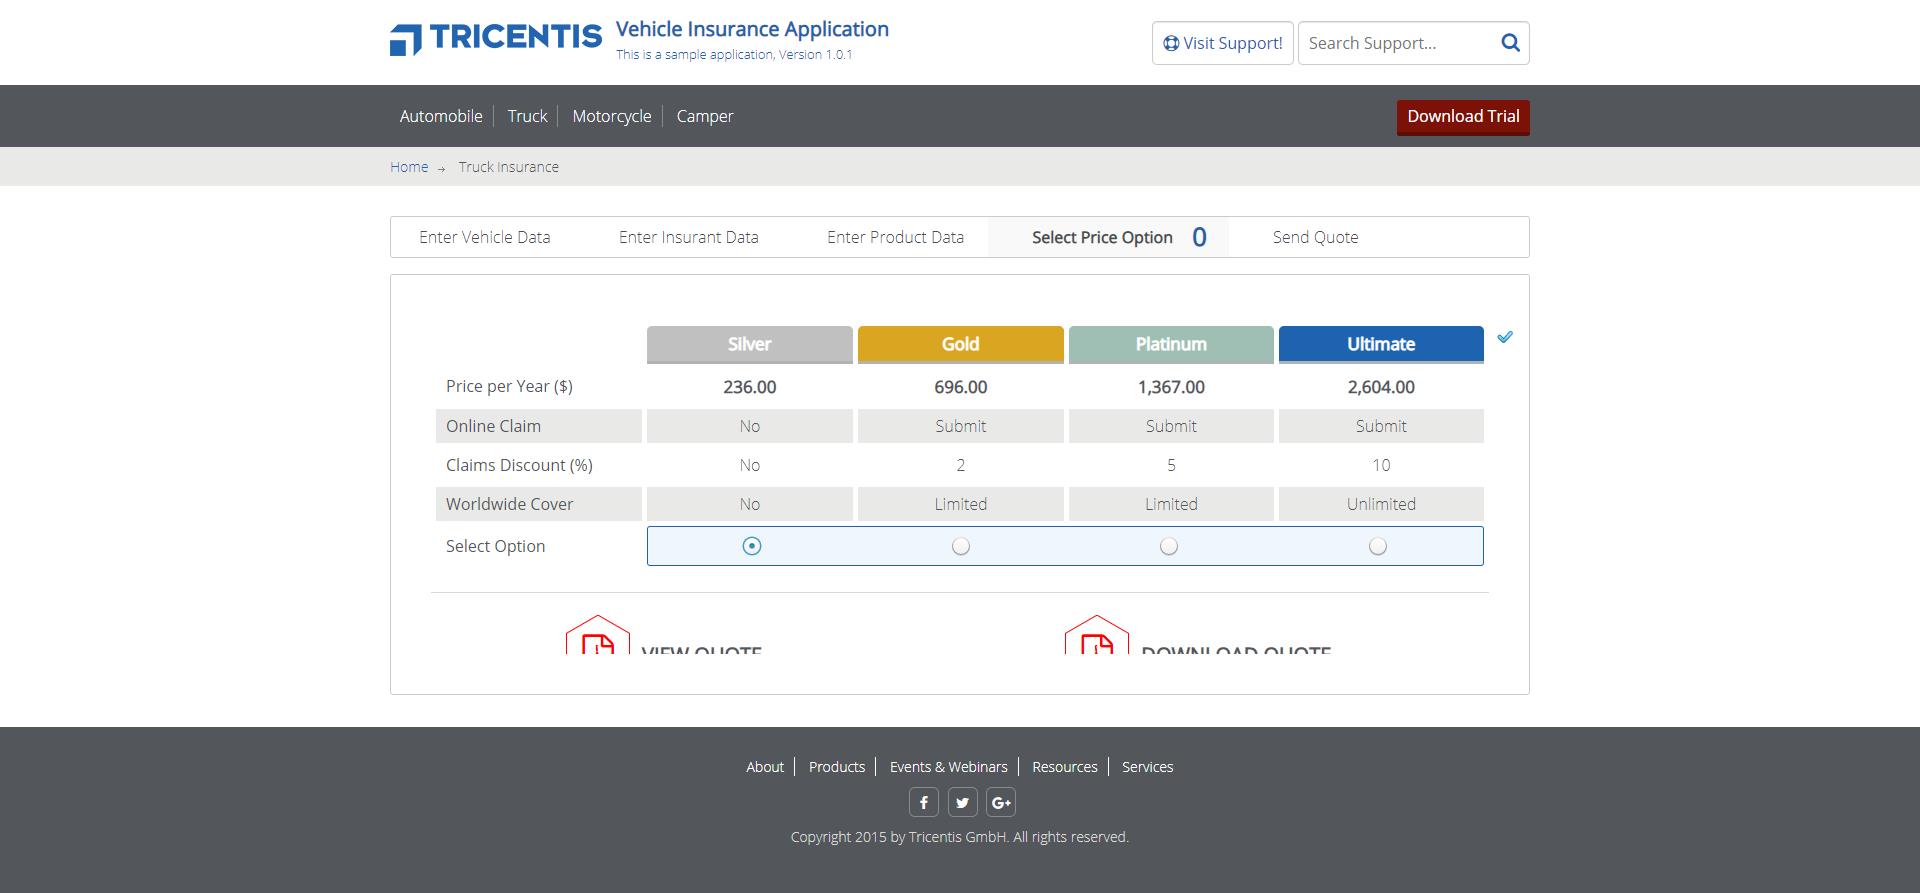 TRICENTIS
Vehicle Insurance Application
This is a sample application, Version 1.0.1
Visit Support!
Search Support...
Automobile
Truck
Motorcycle
Camper
Download Trial
Home → Truck Insurance
Enter Vehicle Data
Enter Insurant Data
Enter Product Data
Select Price Option 0
Send Quote
Silver Gold Platinum Ultimate
Price per Year ($) 236.00 696.00 1,367.00 2,604.00
Online Claim No Submit Submit Submit
Claims Discount (%) No 2 5 10
Worldwide Cover No Limited Limited Unlimited
Select Option
VIEW QUOTE
DOWNLOAD QUOTE
About
Products
Events & Webinars
Resources
Services
Copyright 2015 by Tricentis GmbH. All rights reserved.